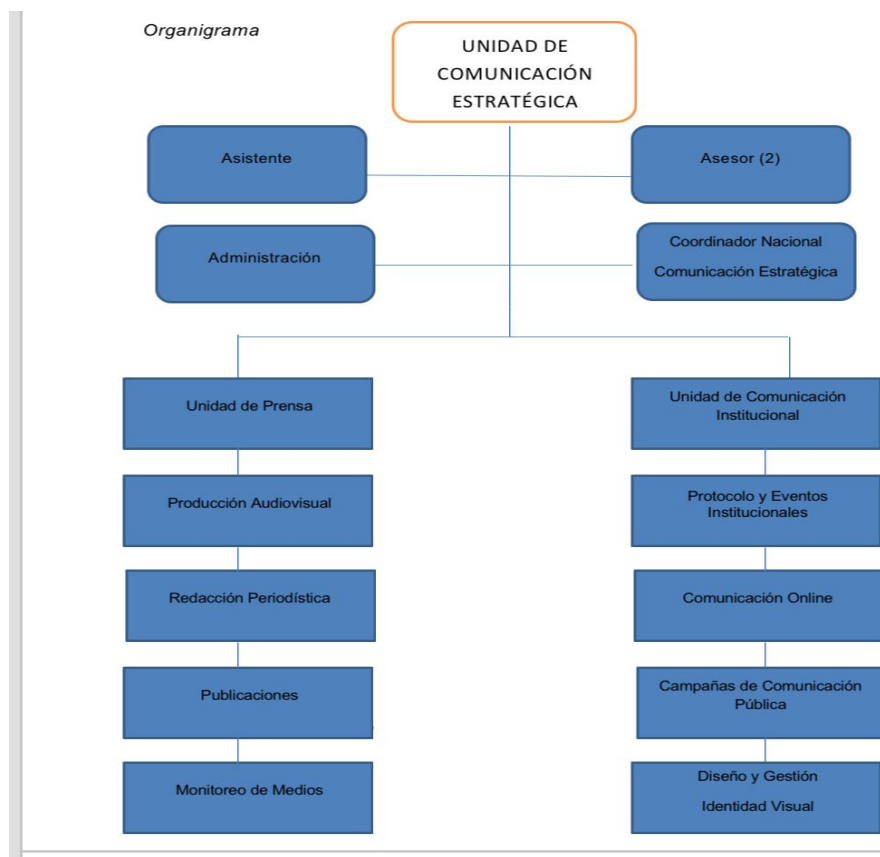 Organigrama
UNIDAD DE
COMUNICACIÓN
ESTRATÉGICA
Asistente
Asesor (2)
Administración
Coordinador Nacional
Comunicación Estratégica
Unidad de Prensa
Unidad de Comunicación
Institucional
Producción Audiovisual
Protocolo y Eventos
Institucionales
Redacción Periodística
Comunicación Online
Publicaciones
Campañas de Comunicación
Pública
Monitoreo de Medios
Diseño y Gestión
Identidad Visual